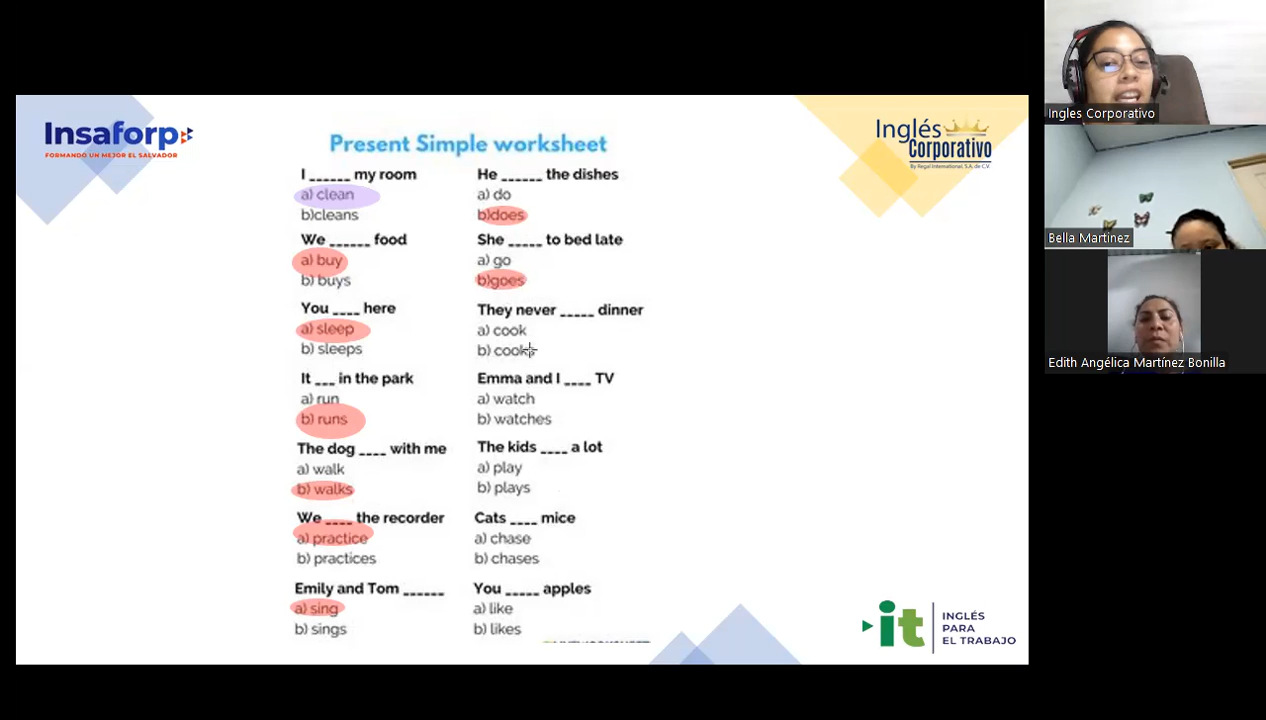 Insaforp
FORMANDO UN MEJOR EL SALVADOR
Present Simple worksheet
Inglés
Corporativo
By Regal International, S.A. de C.V.
I ______ my room
a) clean
b)cleans
We ______ food
a) buy
b) buys
You ____ here
a) sleep
b) sleeps
It ___ in the park
a) run
b) runs
The dog ____ with me
a) walk
b) walks
We ____ the recorder
a) practice
b) practices
Emily and Tom ______
a) sing
b) sings
He ______ the dishes
a) do
b)does
She _____ to bed late
a) go
b)goes
They never _____ dinner
a) cook
b) cooks
Emma and I ____ TV
a) watch
b) watches
The kids ____ a lot
a) play
b) plays
Cats ____ mice
a) chase
b) chases
You _____ apples
a) like
b) likes
it
INGLÉS
PARA
EL TRABAJO
Ingles Corporativo
Bella Martinez
Edith Angélica Martínez Bonilla